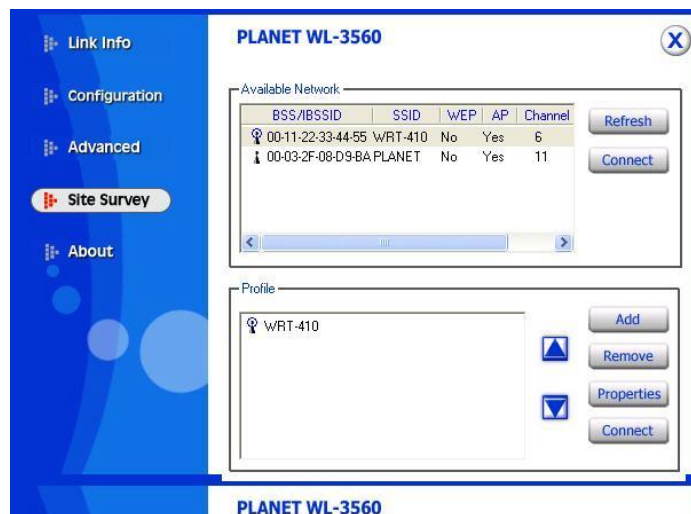 PLANET WL-3560
X
Link Info
Configuration
Advanced
Site Survey
About
Available Network
BSS/IBSSID SSID WEP AP Channel
00-11-22-33-44-55 WRT-410 No Yes 6
00-03-2F-08-D9-BA PLANET No Yes 11
Refresh
Connect
Profile
WRT-410
Add
Remove
Properties
Connect
PLANET WL-3560